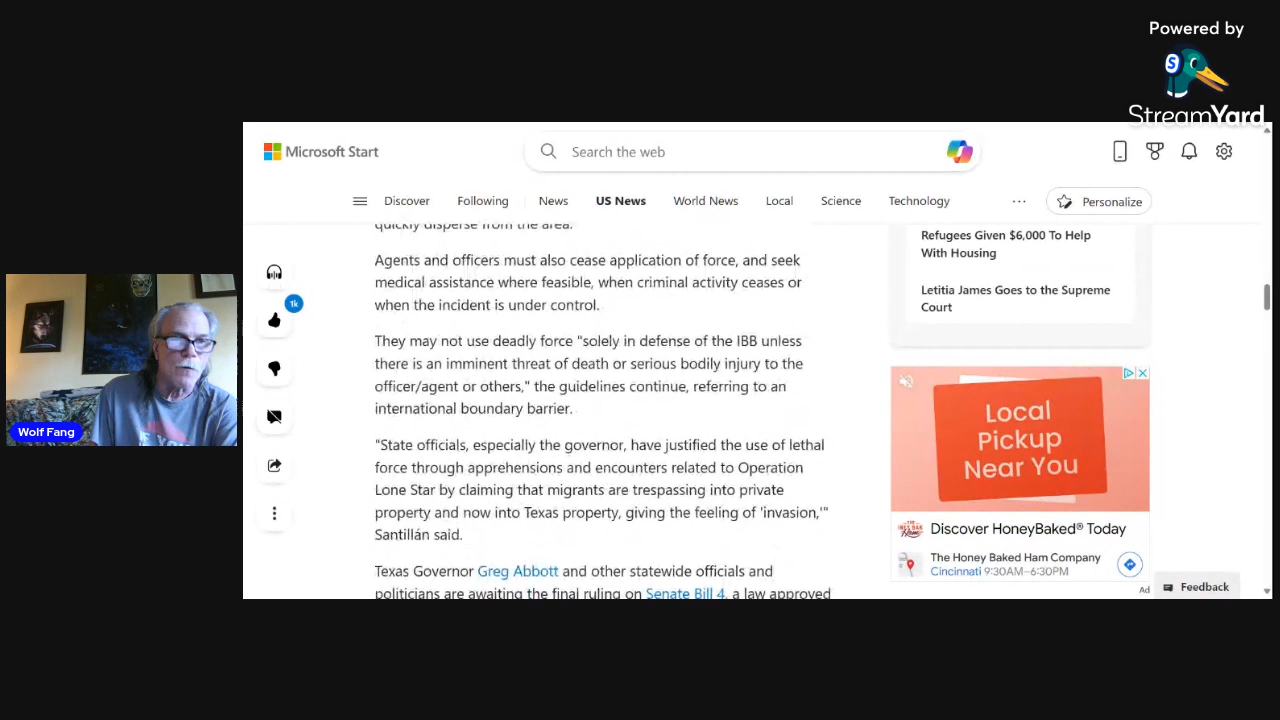 Powered by
StreamYard
Microsoft Start
Search the web
Discover
Following
News
US News
World News
Local
Science
Technology
Personalize
quickly disperse from the area.
Agents and officers must also cease application of force, and seek
medical assistance where feasible, when criminal activity ceases or
when the incident is under control.
They may not use deadly force "solely in defense of the IBB unless
there is an imminent threat of death or serious bodily injury to the
officer/agent or others," the guidelines continue, referring to an
international boundary barrier.
"State officials, especially the governor, have justified the use of lethal
force through apprehensions and encounters related to Operation
Lone Star by claiming that migrants are trespassing into private
property and now into Texas property, giving the feeling of 'invasion,'"
Santillán said.
Texas Governor Greg Abbott and other statewide officials and
politicians are awaiting the final ruling on Senate Bill 4, a law approved
1k
Refugees Given $6,000 To Help
With Housing
Letitia James Goes to the Supreme
Court
Local
Pickup
Near You
Discover HoneyBaked® Today
The Honey Baked Ham Company
Cincinnati 9:30AM–6:30PM
Ad
Feedback
Wolf Fang